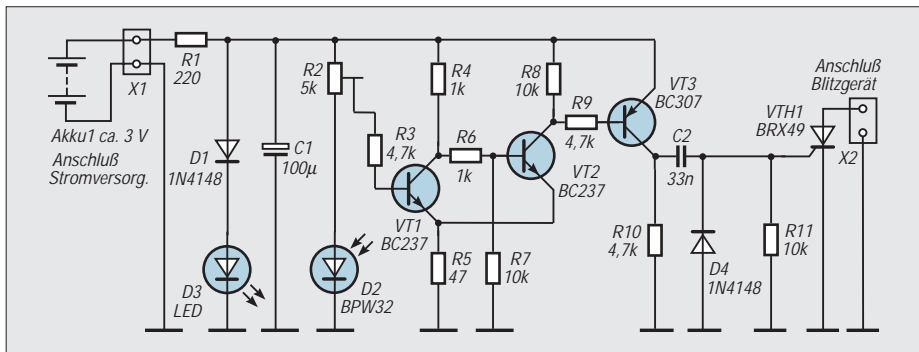 X1
Akku1 ca. 3 V
Anschluß
Stromversorg.
R1
220
D1
1N4148
D3
LED
C1
100µ
R2
5k
R3
4,7k
D2
BPW32
VT1
BC237
R4
1k
R5
47
R6
1k
R7
10k
R8
10k
VT2
BC237
R9
4,7k
VT3
BC307
R10
4,7k
C2
33n
D4
1N4148
R11
10k
VTH1
BRX49
Anschluß
Blitzgerät
X2